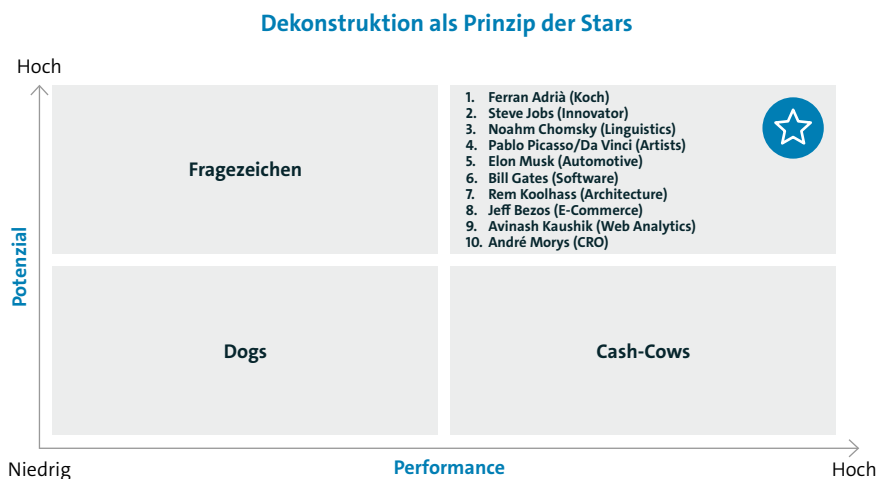 Dekonstruktion als Prinzip der Stars
Hoch
1. Ferran Adrià (Koch)
2. Steve Jobs (Innovator)
3. Noahm Chomsky (Linguistics)
4. Pablo Picasso/Da Vinci (Artists)
5. Elon Musk (Automotive)
6. Bill Gates (Software)
7. Rem Koolhass (Architecture)
8. Jeff Bezos (E-Commerce)
9. Avinash Kaushik (Web Analytics)
10. André Morys (CRO)
Fragezeichen
Potenzial
Dogs
Cash-Cows
Niedrig
Performance
Hoch